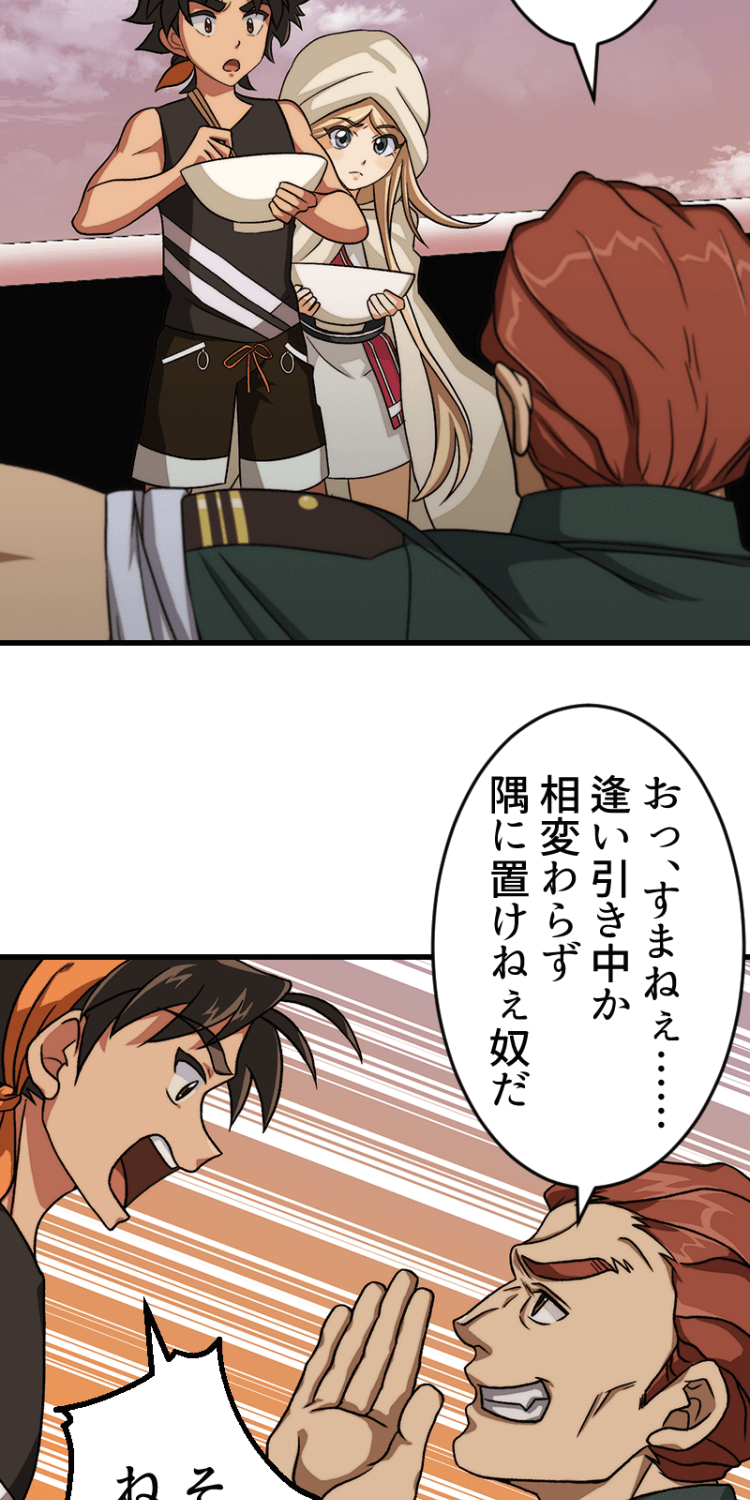 おっ、すまねぇ……
逢い引き中か
相変わらず
隅に置けねぇ奴だ
そ
ね